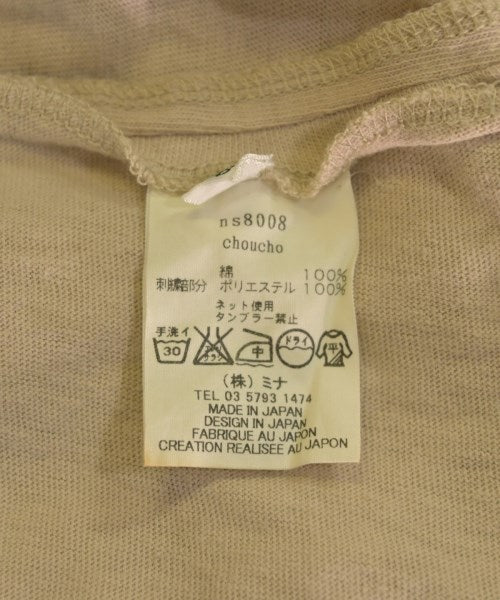 ns8008
choucho
綿 100%
刺繍部分 ポリエステル 100%
ネット使用
タンブラー禁止
手洗イ
30 中 ドライ 平
(株) ミナ
TEL 03 5793 1474
MADE IN JAPAN
DESIGN IN JAPAN
FABRIQUE AU JAPON
CREATION REALISEE AU JAPON